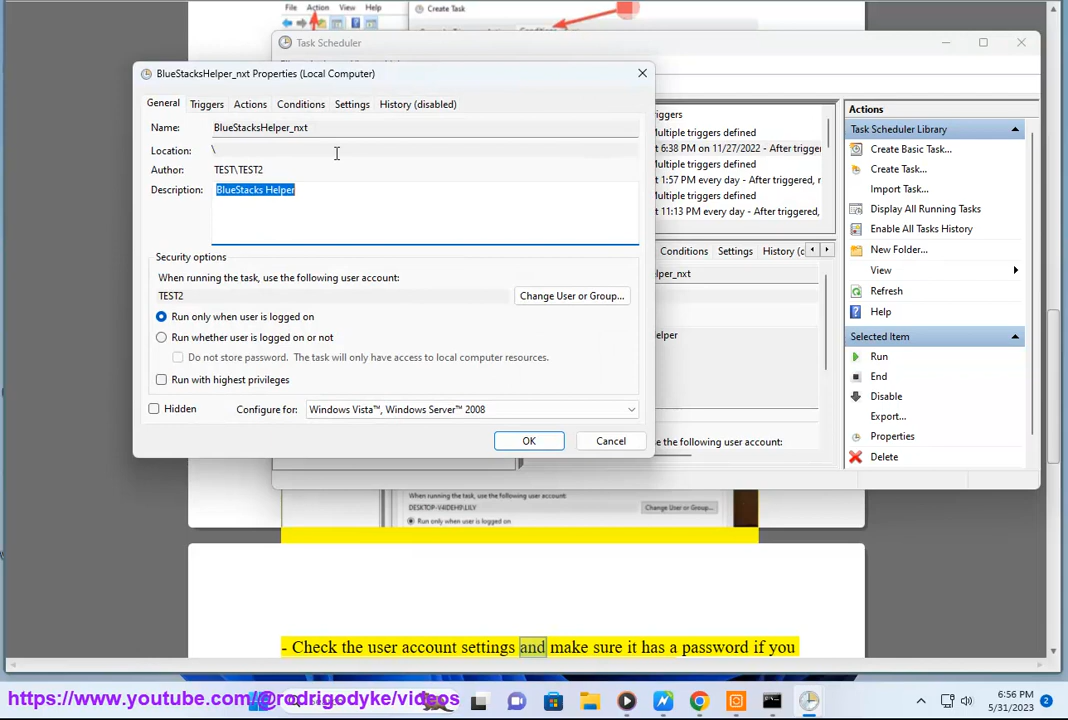 File Action View Help
Create Task
Task Scheduler
BlueStacksHelper_nxt Properties (Local Computer)
General Triggers Actions Conditions Settings History (disabled)
Name: BlueStacksHelper_nxt
Location: \
Author: TEST\TEST2
Description: BlueStacks Helper
Security options
When running the task, use the following user account:
TEST2 Change User or Group...
Run only when user is logged on
Run whether user is logged on or not
Do not store password. The task will only have access to local computer resources.
Run with highest privileges
Hidden Configure for: Windows Vista™, Windows Server™ 2008
OK Cancel
riggers
Multiple triggers defined
t 6:38 PM on 11/27/2022 - After trigger
Multiple triggers defined
t 1:57 PM every day - After triggered, r
Multiple triggers defined
t 11:13 PM every day - After triggered,
Conditions Settings History (c
elper_nxt
elper
e the following user account:
Actions
Task Scheduler Library
Create Basic Task...
Create Task...
Import Task...
Display All Running Tasks
Enable All Tasks History
New Folder...
View
Refresh
Help
Selected Item
Run
End
Disable
Export...
Properties
Delete
When running the task, use the following user account:
DESKTOP-V4IDEH9\LILY Change User or Group...
Run only when user is logged on
- Check the user account settings and make sure it has a password if you
https://www.youtube.com/@rodrigodyke/videos
6:56 PM
5/31/2023
2